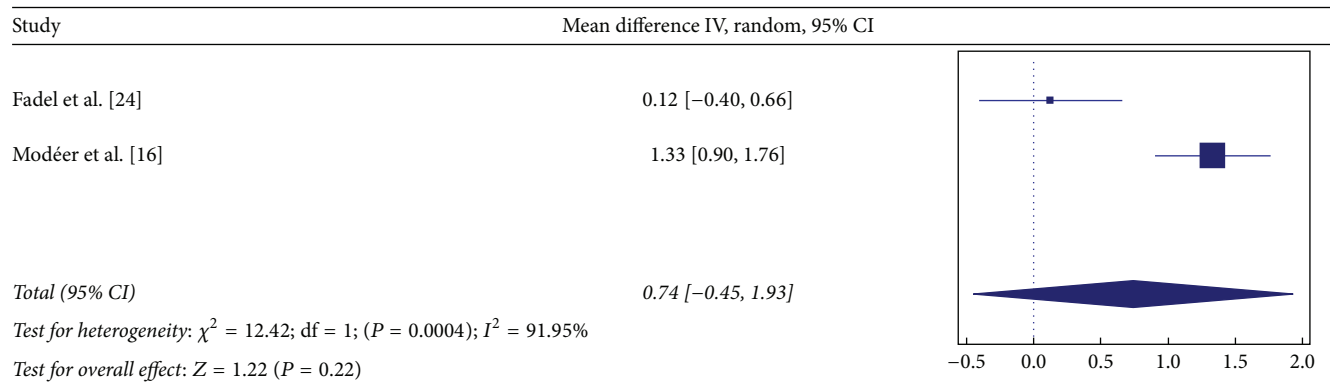 Study Mean difference IV, random, 95% CI
Fadel et al. [24] 0.12 [−0.40, 0.66]
Modéer et al. [16] 1.33 [0.90, 1.76]
Total (95% CI) 0.74 [−0.45, 1.93]
Test for heterogeneity: χ² = 12.42; df = 1; (P = 0.0004); I² = 91.95%
Test for overall effect: Z = 1.22 (P = 0.22)
−0.5 0.0 0.5 1.0 1.5 2.0